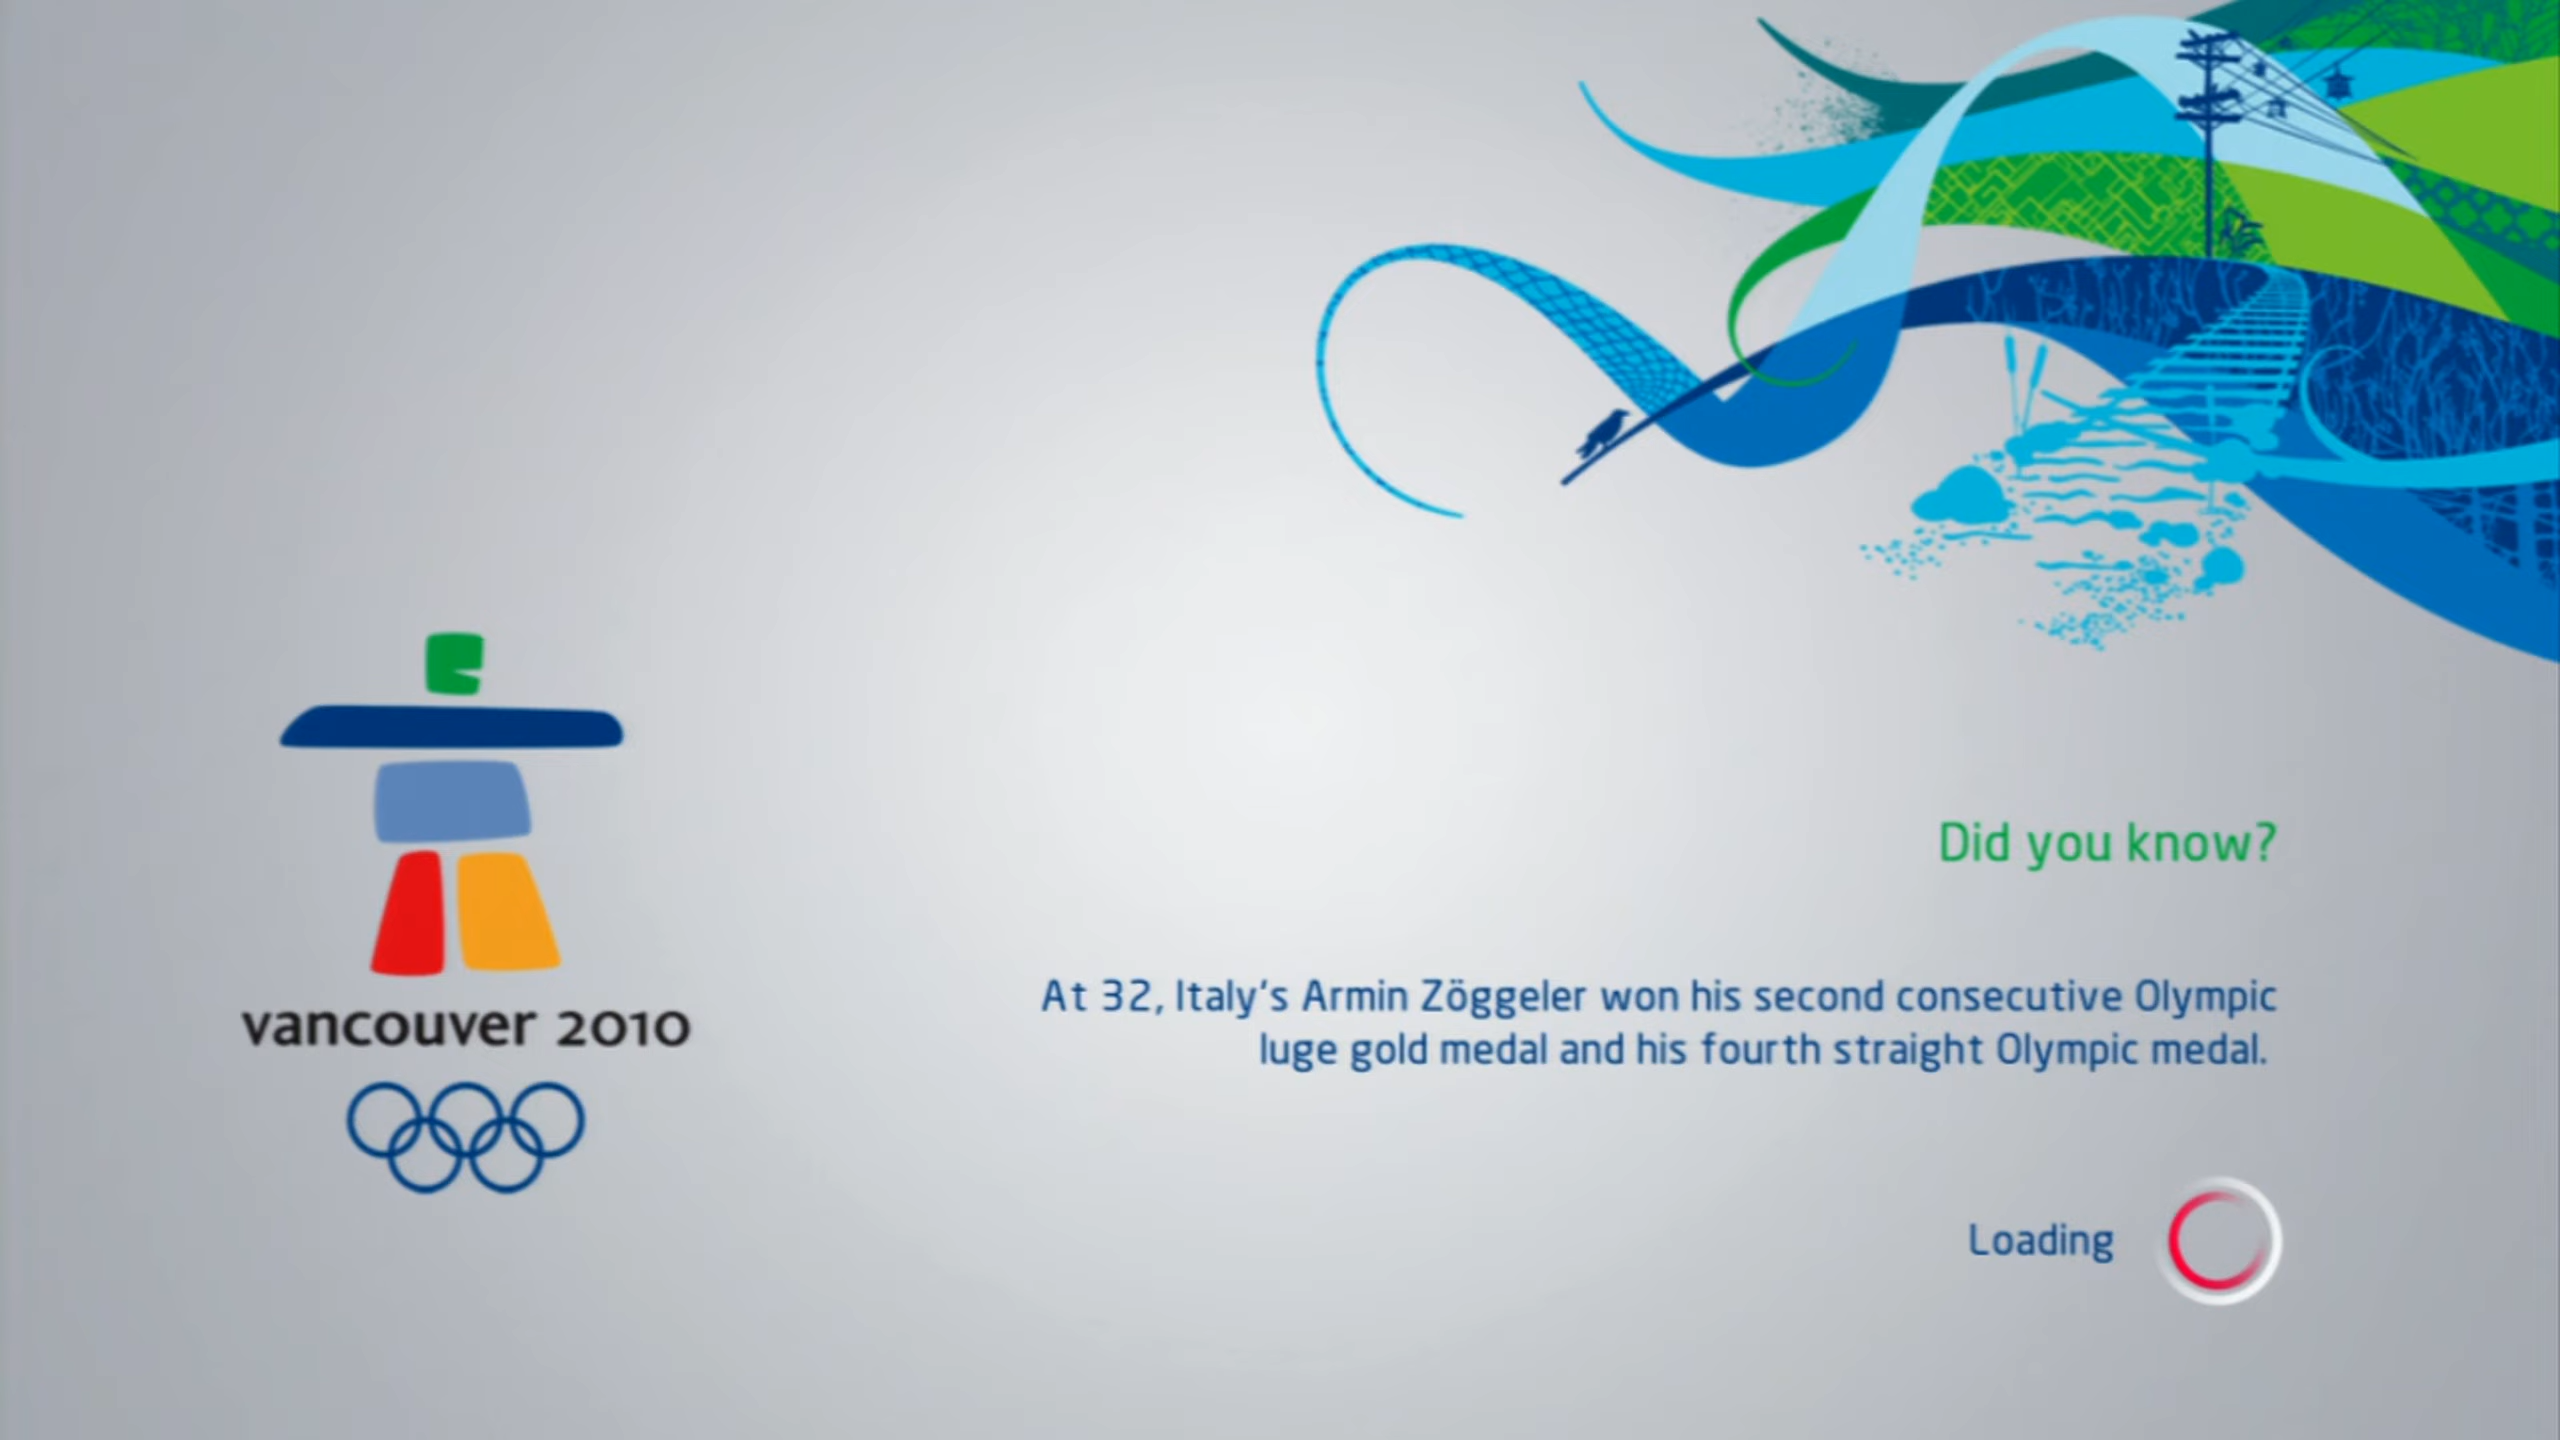 Did you know?
At 32, Italy's Armin Zöggeler won his second consecutive Olympic
luge gold medal and his fourth straight Olympic medal.
vancouver 2010
Loading